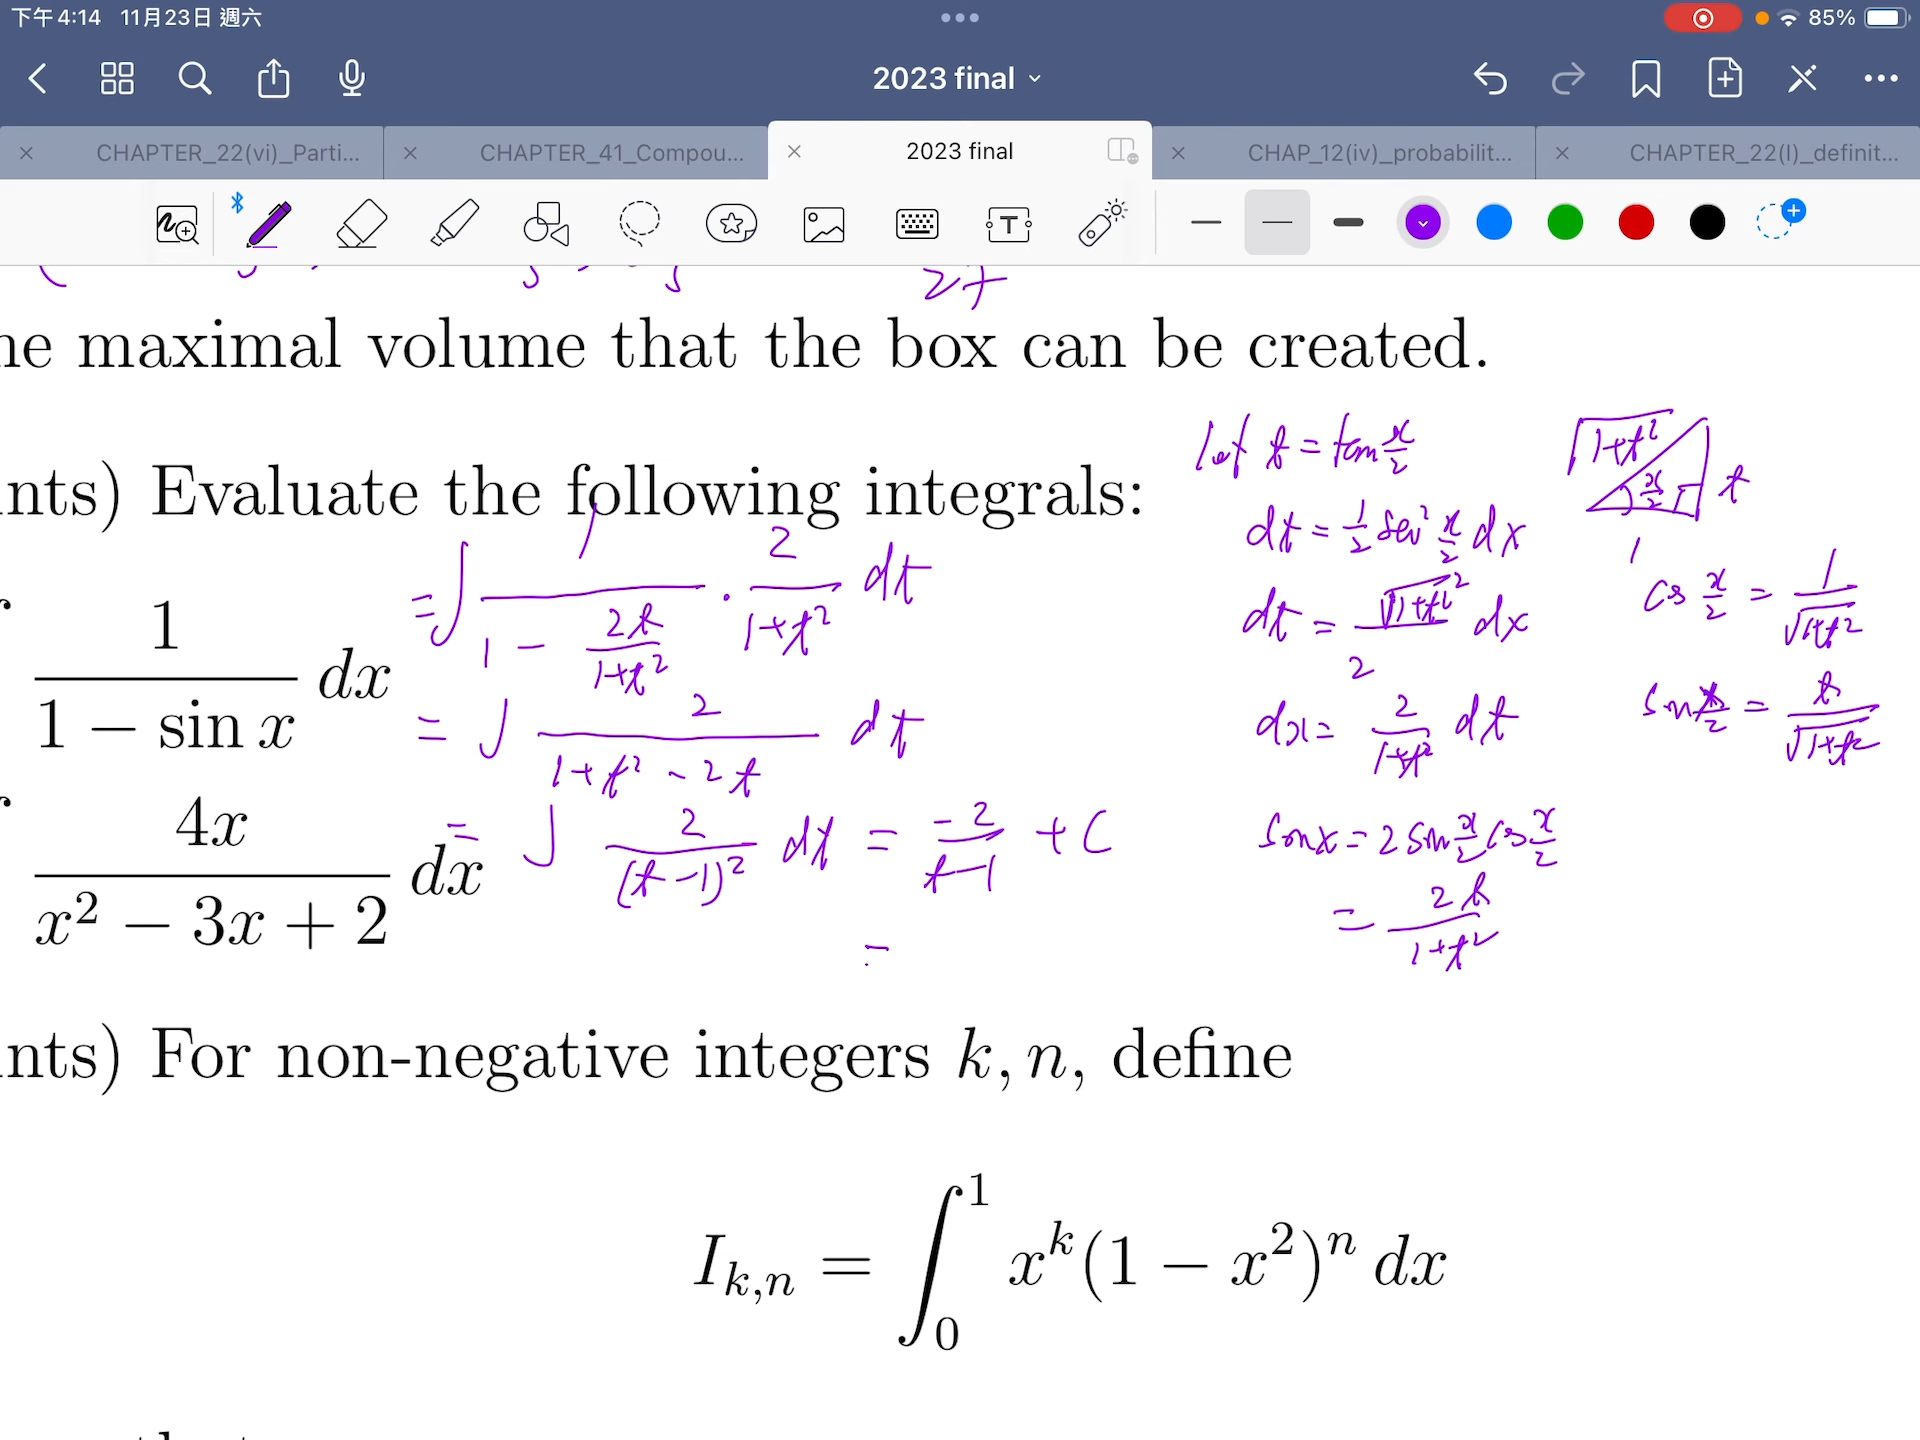 下午4:14 11月23日 週六
85%
2023 final
CHAPTER_22(vi)_Parti...
CHAPTER_41_Compou...
2023 final
CHAP_12(iv)_probabilit...
CHAPTER_22(I)_definit...
27
he maximal volume that the box can be created.
nts) Evaluate the following integrals:
let t = tan x/2
√1+t² x/2 t 1
dt = 1/2 sec² x/2 dx
dt = √1+t²²/2 dx
cos x/2 = 1/√1+t²
dx = 2/1+t² dt
sin x/2 = t/√1+t²
sin x = 2 sin x/2 cos x/2
= 2t/1+t²
1/1 − sin x dx
= ∫ 1/1 − 2t/1+t² · 2/1+t² dt
= ∫ 2/1+t² − 2t dt
= ∫ 2/(t−1)² dt = −2/t−1 + C
=
4x/x² − 3x + 2 dx
nts) For non-negative integers k, n, define
I_{k,n} = ∫₀¹ x^k(1 − x²)^n dx